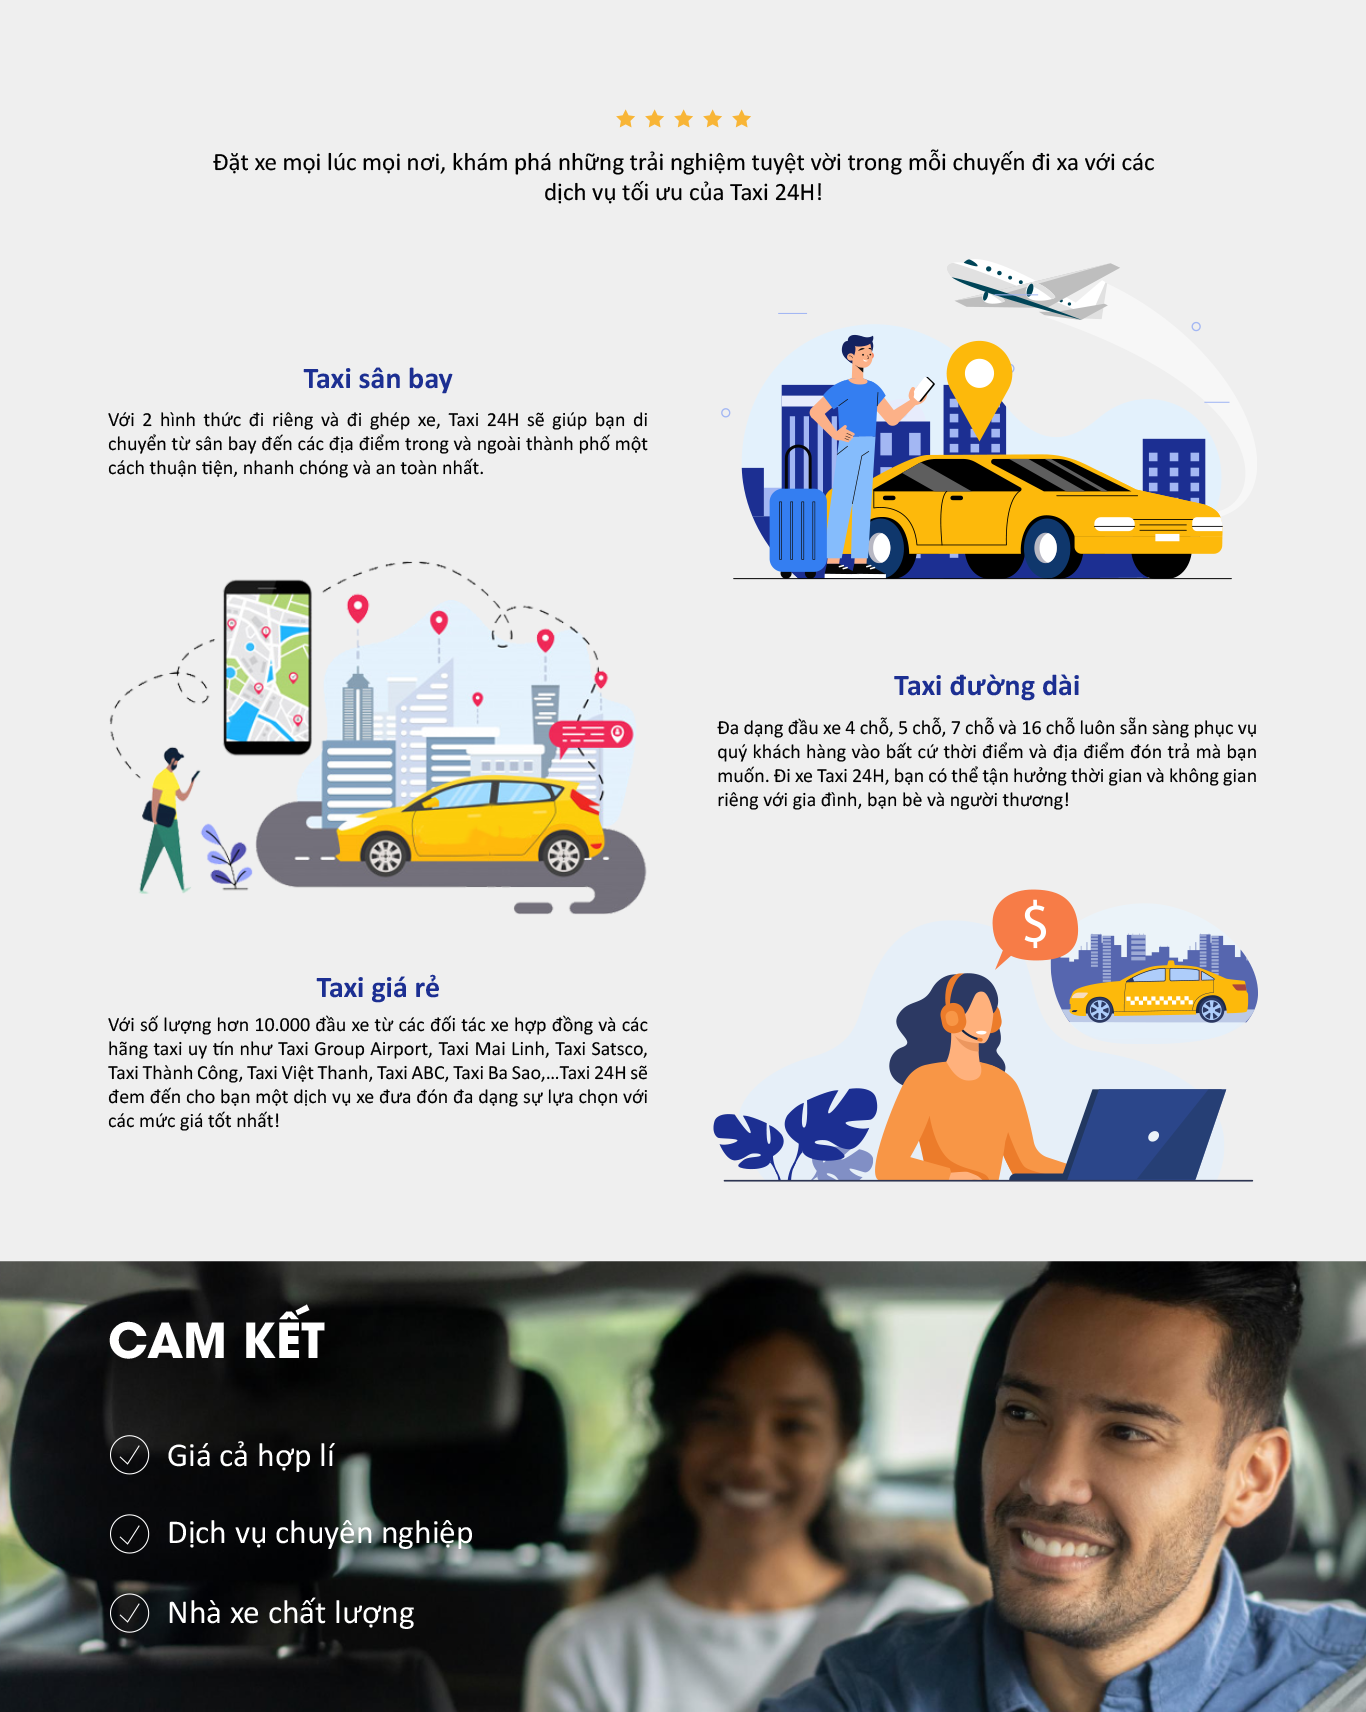 Đặt xe mọi lúc mọi nơi, khám phá những trải nghiệm tuyệt vời trong mỗi chuyến đi xa với các
dịch vụ tối ưu của Taxi 24H!
Taxi sân bay
Với 2 hình thức đi riêng và đi ghép xe, Taxi 24H sẽ giúp bạn di
chuyển từ sân bay đến các địa điểm trong và ngoài thành phố một
cách thuận tiện, nhanh chóng và an toàn nhất.
Taxi đường dài
Đa dạng đầu xe 4 chỗ, 5 chỗ, 7 chỗ và 16 chỗ luôn sẵn sàng phục vụ
quý khách hàng vào bất cứ thời điểm và địa điểm đón trả mà bạn
muốn. Đi xe Taxi 24H, bạn có thể tận hưởng thời gian và không gian
riêng với gia đình, bạn bè và người thương!
$
Taxi giá rẻ
Với số lượng hơn 10.000 đầu xe từ các đối tác xe hợp đồng và các
hãng taxi uy tín như Taxi Group Airport, Taxi Mai Linh, Taxi Satsco,
Taxi Thành Công, Taxi Việt Thanh, Taxi ABC, Taxi Ba Sao,...Taxi 24H sẽ
đem đến cho bạn một dịch vụ xe đưa đón đa dạng sự lựa chọn với
các mức giá tốt nhất!
CAM KẾT
Giá cả hợp lí
Dịch vụ chuyên nghiệp
Nhà xe chất lượng